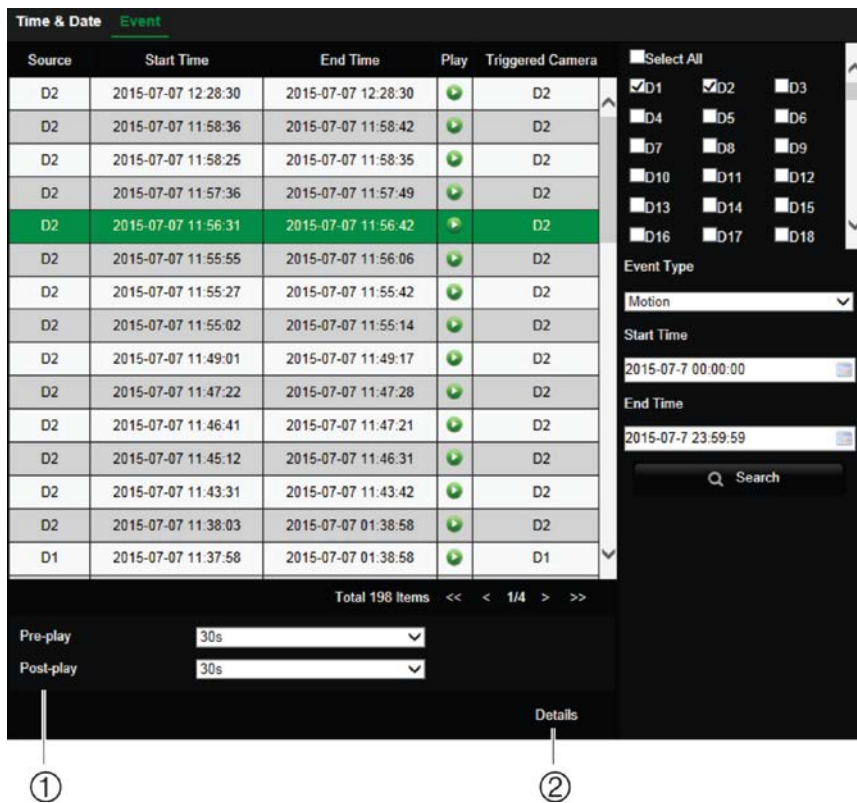 Time & Date Event
Source Start Time End Time Play Triggered Camera
D2 2015-07-07 12:28:30 2015-07-07 12:28:30 D2
D2 2015-07-07 11:58:36 2015-07-07 11:58:42 D2
D2 2015-07-07 11:58:25 2015-07-07 11:58:35 D2
D2 2015-07-07 11:57:36 2015-07-07 11:57:49 D2
D2 2015-07-07 11:56:31 2015-07-07 11:56:42 D2
D2 2015-07-07 11:55:55 2015-07-07 11:56:06 D2
D2 2015-07-07 11:55:27 2015-07-07 11:55:42 D2
D2 2015-07-07 11:55:02 2015-07-07 11:55:14 D2
D2 2015-07-07 11:49:01 2015-07-07 11:49:17 D2
D2 2015-07-07 11:47:22 2015-07-07 11:47:28 D2
D2 2015-07-07 11:46:41 2015-07-07 11:47:21 D2
D2 2015-07-07 11:45:12 2015-07-07 11:46:31 D2
D2 2015-07-07 11:43:31 2015-07-07 11:43:42 D2
D2 2015-07-07 11:38:03 2015-07-07 01:38:58 D2
D1 2015-07-07 11:37:58 2015-07-07 01:38:58 D1
Total 198 Items << < 1/4 > >>
Pre-play 30s
Post-play 30s
Details
Select All
D1 D2 D3
D4 D5 D6
D7 D8 D9
D10 D11 D12
D13 D14 D15
D16 D17 D18
Event Type
Motion
Start Time
2015-07-7 00:00:00
End Time
2015-07-7 23:59:59
Search
① ②